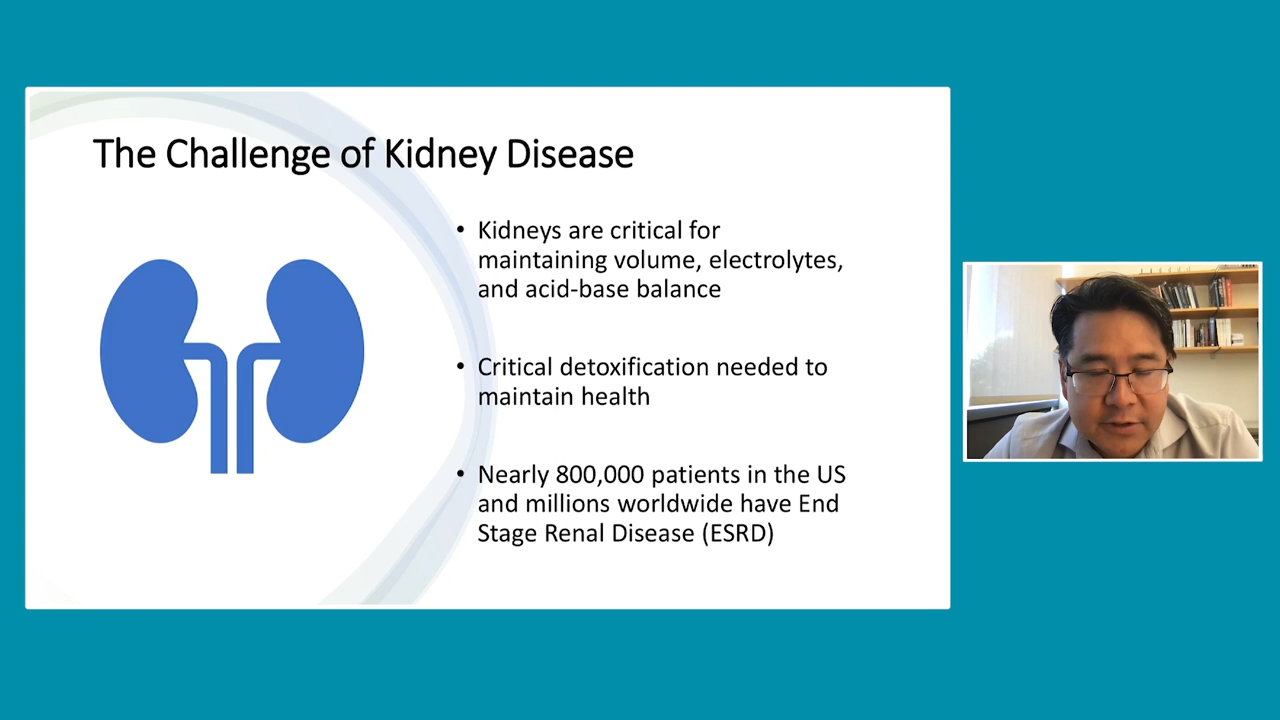 The Challenge of Kidney Disease
• Kidneys are critical for
maintaining volume, electrolytes,
and acid-base balance
• Critical detoxification needed to
maintain health
• Nearly 800,000 patients in the US
and millions worldwide have End
Stage Renal Disease (ESRD)